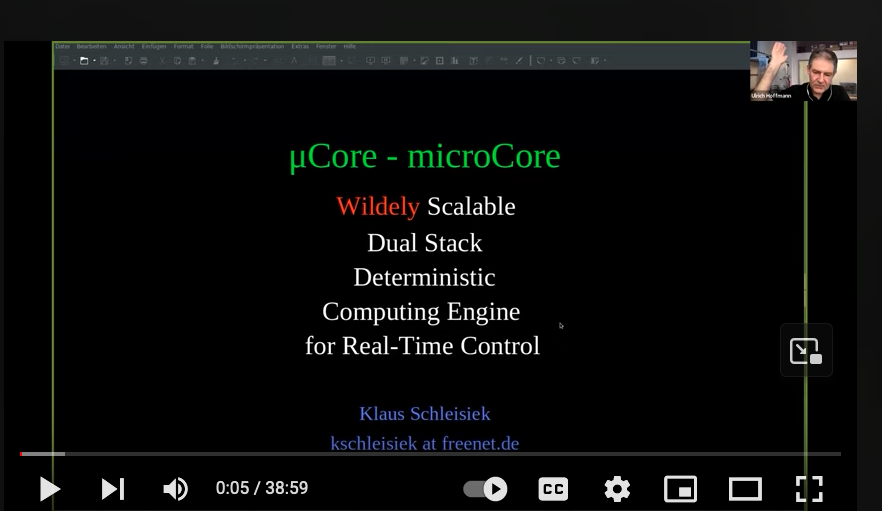 Datei Bearbeiten Ansicht Einfügen Format Folie Bildschirmpräsentation Extras Fenster Hilfe
Ulrich Hoffmann
μCore - microCore
Wildely Scalable
Dual Stack
Deterministic
Computing Engine
for Real-Time Control
Klaus Schleisiek
kschleisiek at freenet.de
0:05 / 38:59
CC